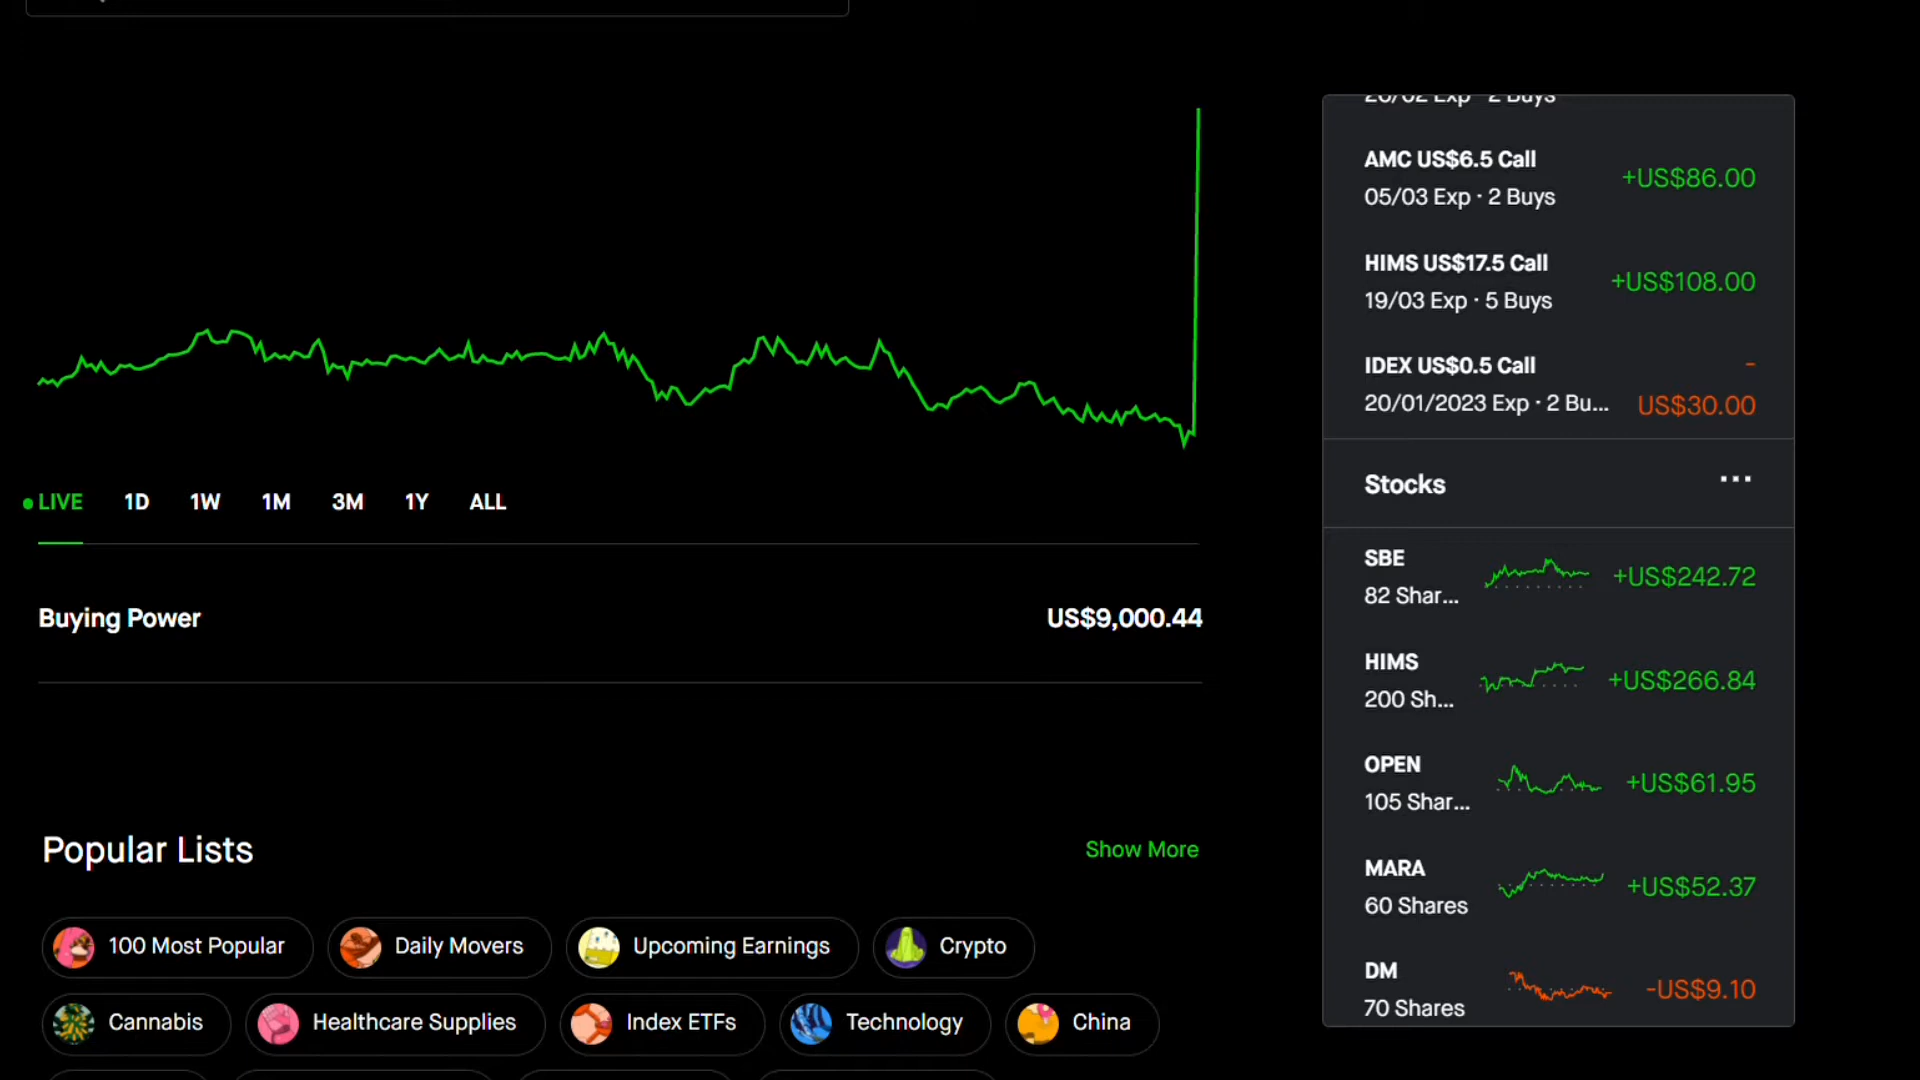 LIVE 1D 1W 1M 3M 1Y ALL
Buying Power US$9,000.44
Popular Lists Show More
100 Most Popular Daily Movers Upcoming Earnings Crypto
Cannabis Healthcare Supplies Index ETFs Technology China
20/02 Exp · 2 Buys
AMC US$6.5 Call
+US$86.00
05/03 Exp · 2 Buys
HIMS US$17.5 Call
+US$108.00
19/03 Exp · 5 Buys
IDEX US$0.5 Call -
20/01/2023 Exp · 2 Bu... US$30.00
Stocks ...
SBE
+US$242.72
82 Shar...
HIMS
+US$266.84
200 Sh...
OPEN
+US$61.95
105 Shar...
MARA
+US$52.37
60 Shares
DM
-US$9.10
70 Shares